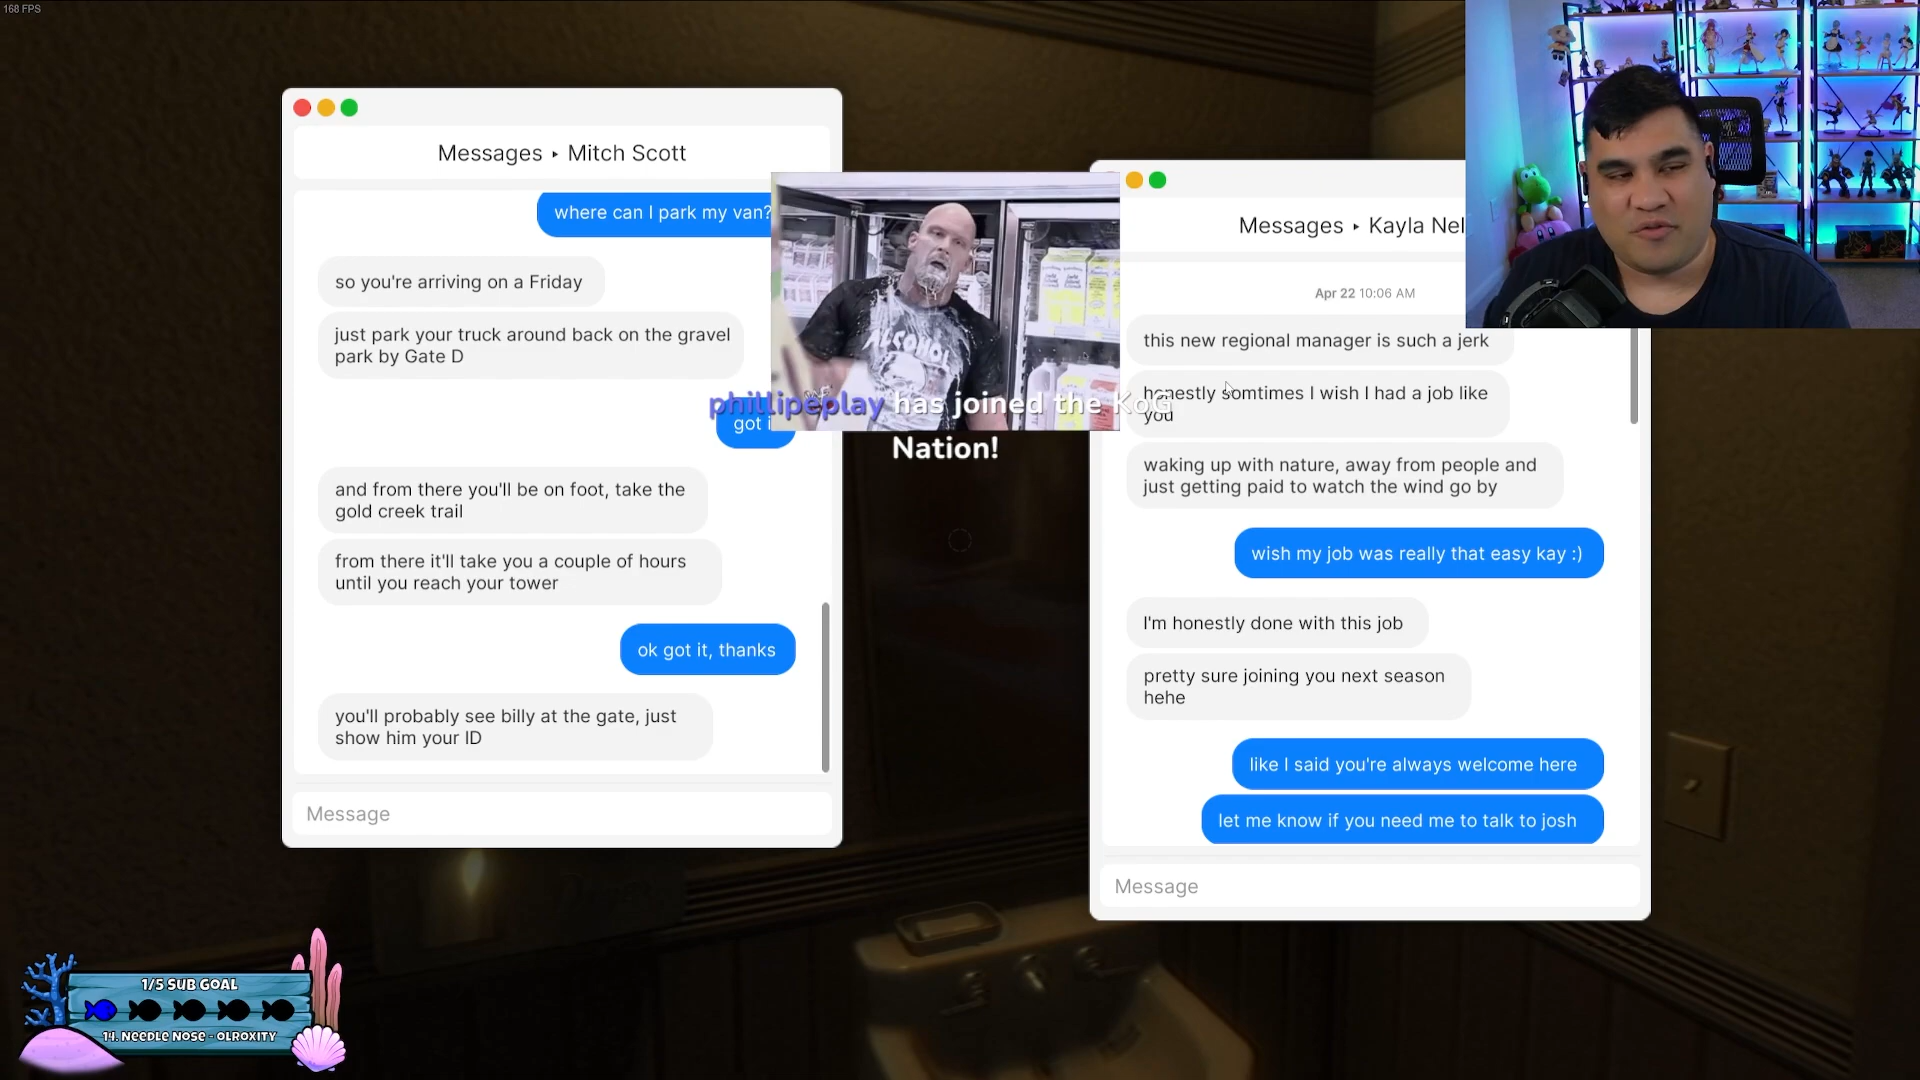 168 FPS
Messages ▸ Mitch Scott
where can I park my van?
so you're arriving on a Friday
just park your truck around back on the gravel
park by Gate D
got i
and from there you'll be on foot, take the
gold creek trail
from there it'll take you a couple of hours
until you reach your tower
ok got it, thanks
you'll probably see billy at the gate, just
show him your ID
Message
ALCOHOL
phillipeplay has joined the KoG
Nation!
Messages ▸ Kayla Nel
Apr 22 10:06 AM
this new regional manager is such a jerk
honestly somtimes I wish I had a job like
you
waking up with nature, away from people and
just getting paid to watch the wind go by
wish my job was really that easy kay :)
I'm honestly done with this job
pretty sure joining you next season
hehe
like I said you're always welcome here
let me know if you need me to talk to josh
Message
1/5 SUB GOAL
14. NEEDLE NOSE - OLROXITY